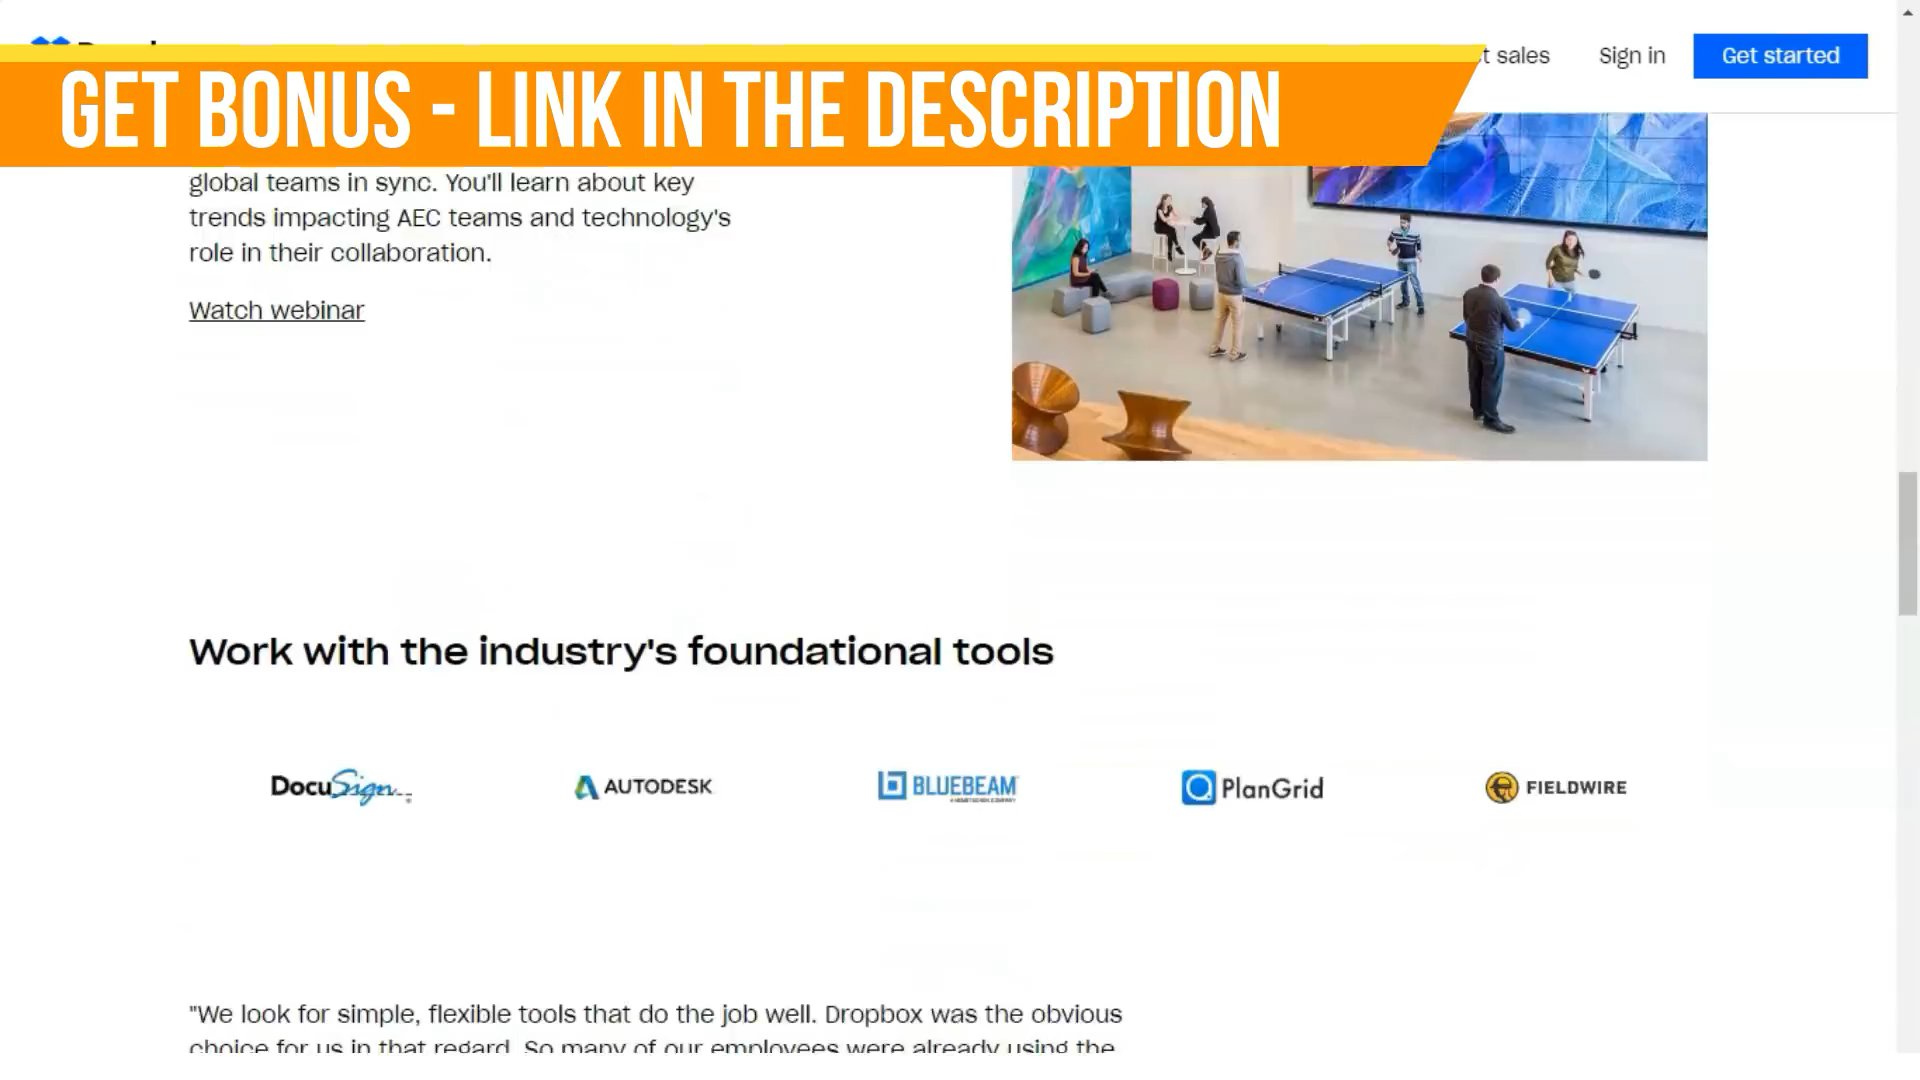 t sales Sign in Get started
GET BONUS - LINK IN THE DESCRIPTION
global teams in sync. You'll learn about key
trends impacting AEC teams and technology's
role in their collaboration.
Watch webinar
Work with the industry's foundational tools
DocuSign
AUTODESK
BLUEBEAM
PlanGrid
FIELDWIRE
"We look for simple, flexible tools that do the job well. Dropbox was the obvious
choice for us in that regard. So many of our employees were already using the